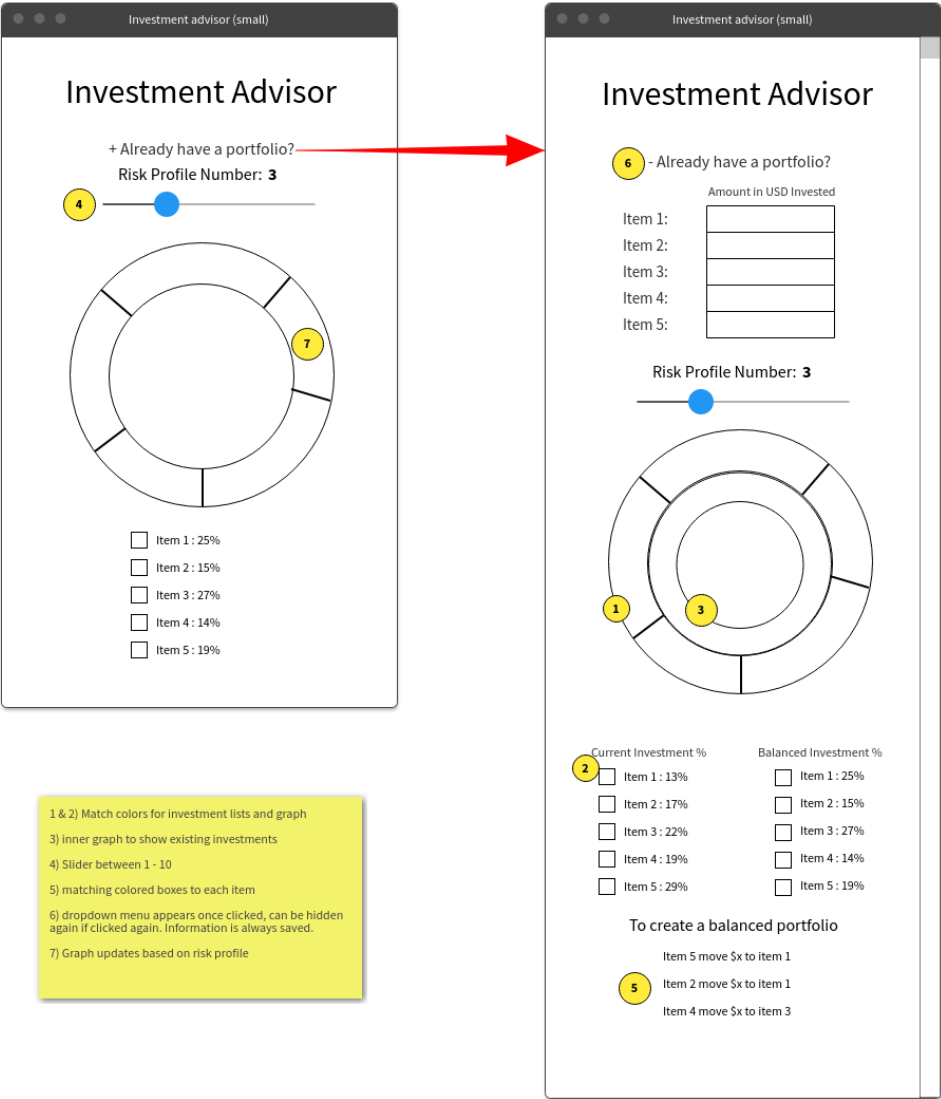 Investment advisor (small)
Investment Advisor
+ Already have a portfolio?
Risk Profile Number: 3
4
7
Item 1 : 25%
Item 2 : 15%
Item 3 : 27%
Item 4 : 14%
Item 5 : 19%
1 & 2) Match colors for investment lists and graph
3) inner graph to show existing investments
4) Slider between 1 - 10
5) matching colored boxes to each item
6) dropdown menu appears once clicked, can be hidden
again if clicked again. Information is always saved.
7) Graph updates based on risk profile
Investment advisor (small)
Investment Advisor
6
- Already have a portfolio?
Amount in USD Invested
Item 1:
Item 2:
Item 3:
Item 4:
Item 5:
Risk Profile Number: 3
1
3
Current Investment %
2
Item 1 : 13%
Item 2 : 17%
Item 3 : 22%
Item 4 : 19%
Item 5 : 29%
Balanced Investment %
Item 1 : 25%
Item 2 : 15%
Item 3 : 27%
Item 4 : 14%
Item 5 : 19%
To create a balanced portfolio
Item 5 move $x to item 1
Item 2 move $x to item 1
5
Item 4 move $x to item 3